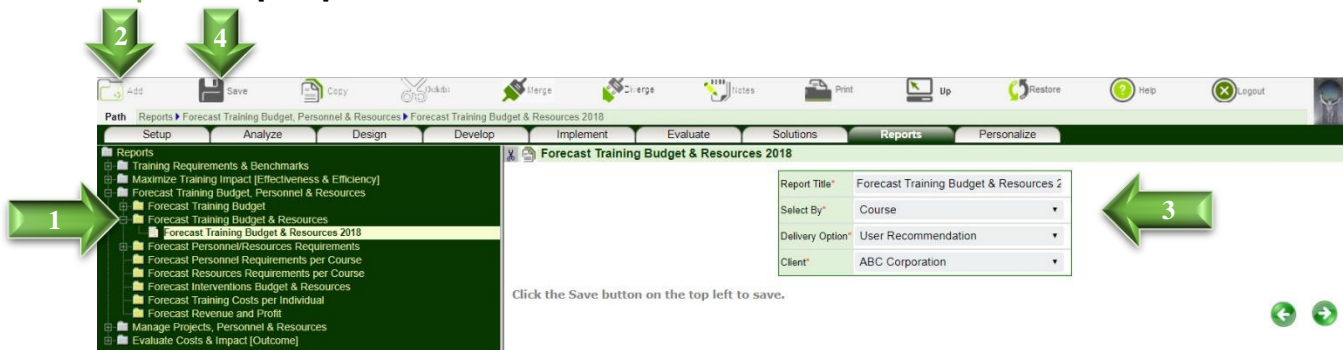 2
4
Add
Save
Copy
Merge
Notes
Print
Up
Restore
Help
Logout
Path Reports Forecast Training Budget, Personnel & Resources Forecast Training Budget & Resources 2018
Setup Analyze Design Develop Implement Evaluate Solutions Reports Personalize
Reports
Training Requirements & Benchmarks
Maximize Training Impact [Effectiveness & Efficiency]
Forecast Training Budget, Personnel & Resources
Forecast Training Budget
1
Forecast Training Budget & Resources
Forecast Training Budget & Resources 2018
Forecast Personnel/Resources Requirements
Forecast Personnel Requirements per Course
Forecast Resources Requirements per Course
Forecast Interventions Budget & Resources
Forecast Training Costs per Individual
Forecast Revenue and Profit
Manage Projects, Personnel & Resources
Evaluate Costs & Impact [Outcome]
Forecast Training Budget & Resources 2018
Report Title* Forecast Training Budget & Resources 2
Select By* Course
Delivery Option* User Recommendation
Client* ABC Corporation
3
Click the Save button on the top left to save.